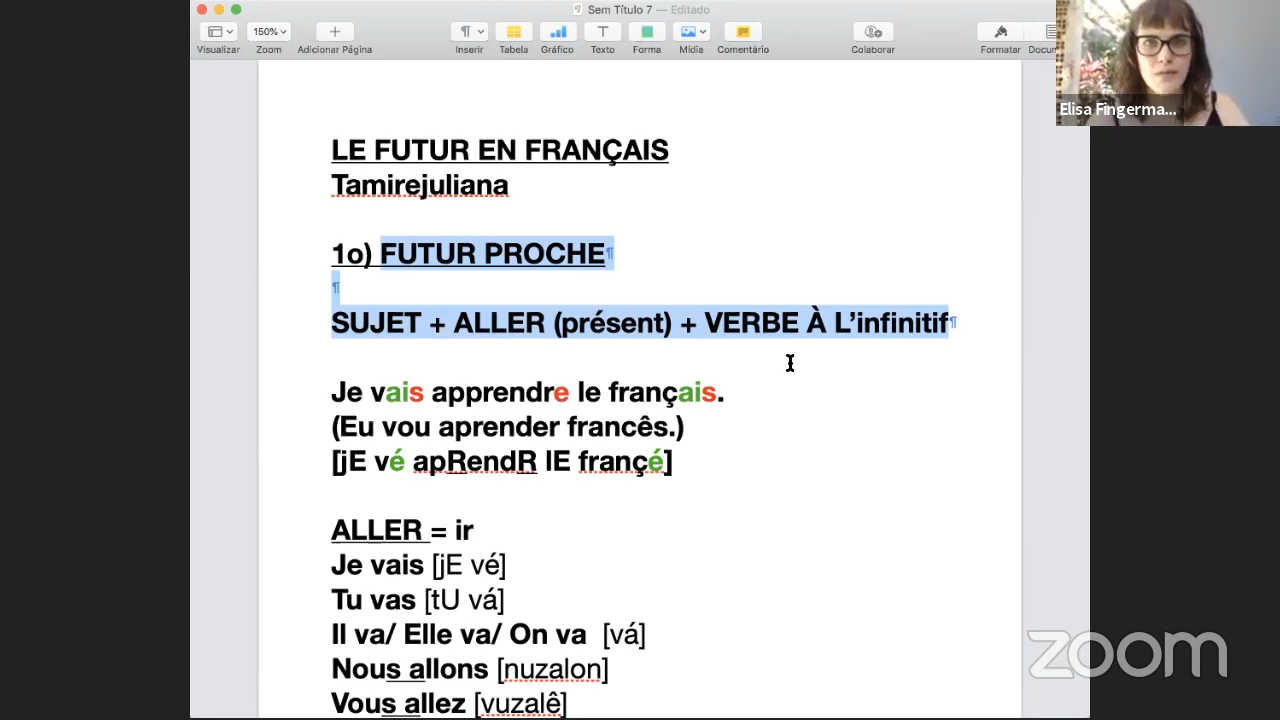 Sem Título 7 — Editado
Visualizar
150%
Zoom
Adicionar Página
Inserir
Tabela
Gráfico
Texto
Forma
Mídia
Comentário
Colaborar
Formatar
Docum
Elisa Fingerma...
LE FUTUR EN FRANÇAIS
Tamirejuliana
1o) FUTUR PROCHE¶
¶
SUJET + ALLER (présent) + VERBE À L’infinitif¶
Je vais apprendre le français.
(Eu vou aprender francês.)
[jE vé apRendR lE françé]
ALLER = ir
Je vais [jE vé]
Tu vas [tU vá]
Il va/ Elle va/ On va [vá]
Nous allons [nuzalon]
Vous allez [vuzalê]
zoom